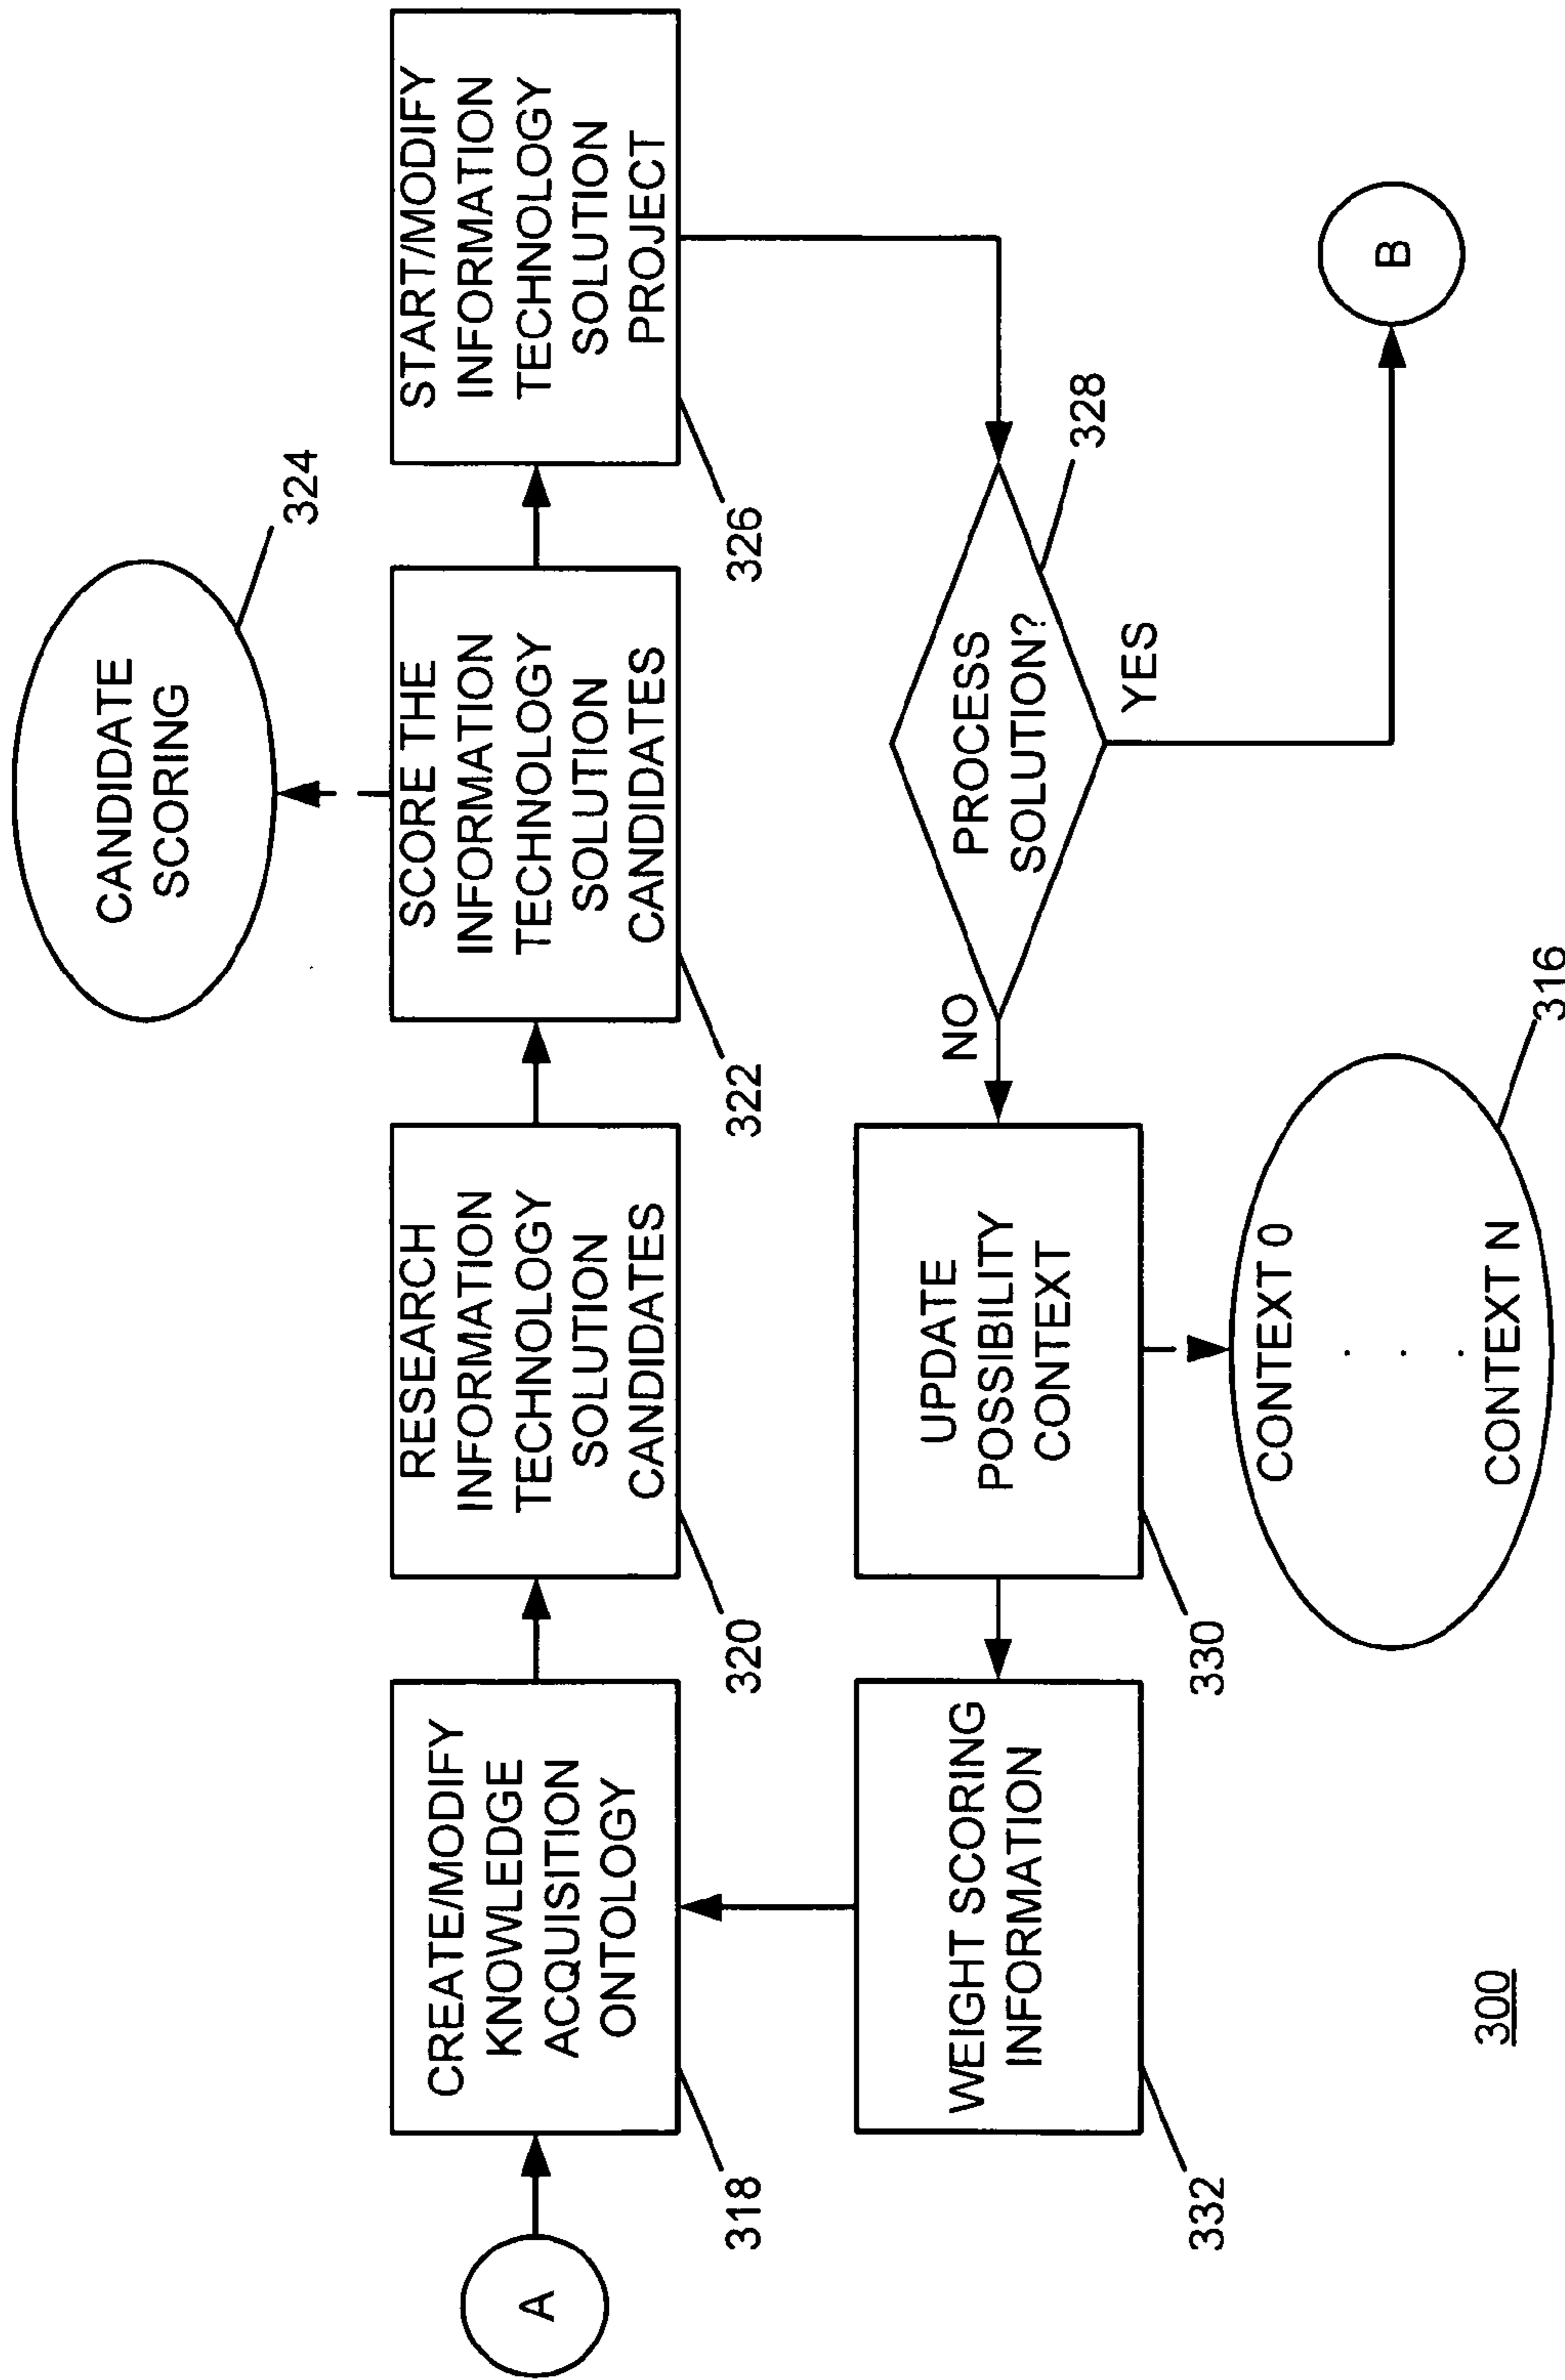 CANDIDATE
SCORING
324
A
CREATE/MODIFY
KNOWLEDGE
ACQUISITION
ONTOLOGY
318
RESEARCH
INFORMATION
TECHNOLOGY
SOLUTION
CANDIDATES
320
SCORE THE
INFORMATION
TECHNOLOGY
SOLUTION
CANDIDATES
322
START/MODIFY
INFORMATION
TECHNOLOGY
SOLUTION
PROJECT
326
WEIGHT SCORING
INFORMATION
332
UPDATE
POSSIBILITY
CONTEXT
330
NO
PROCESS
SOLUTION?
328
YES
B
CONTEXT 0
.
.
.
CONTEXT N
316
300